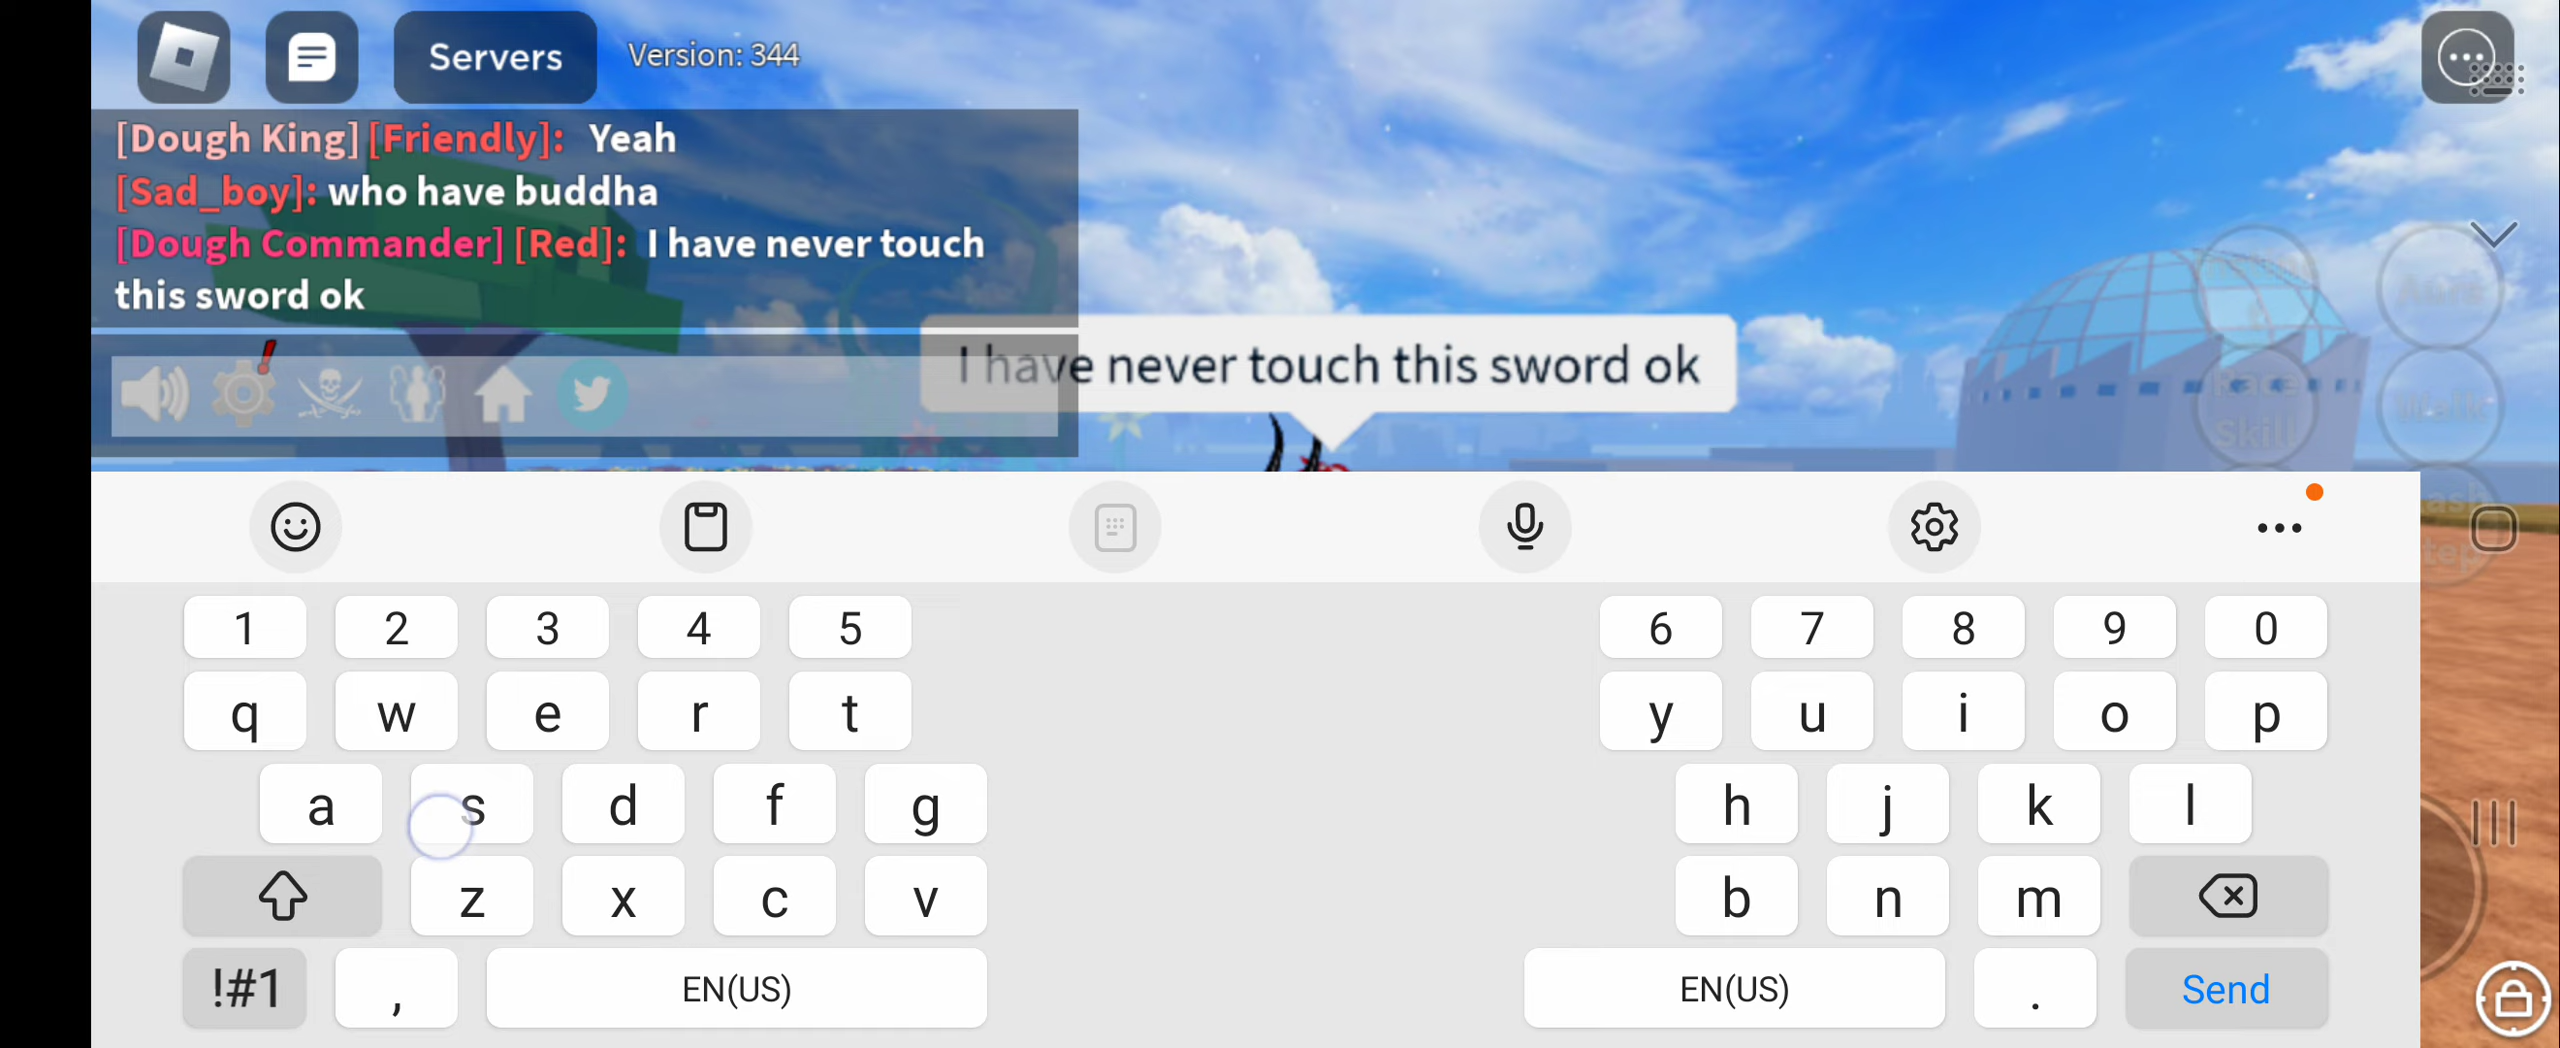 Servers Version: 344
[Dough King] [Friendly]: Yeah
[Sad_boy]: who have buddha
[Dough Commander] [Red]: I have never touch
this sword ok
I have never touch this sword ok
Race
Skill
1 2 3 4 5 6 7 8 9 0
q w e r t y u i o p
a s d f g h j k l
z x c v b n m
!#1 , EN(US) EN(US) . Send